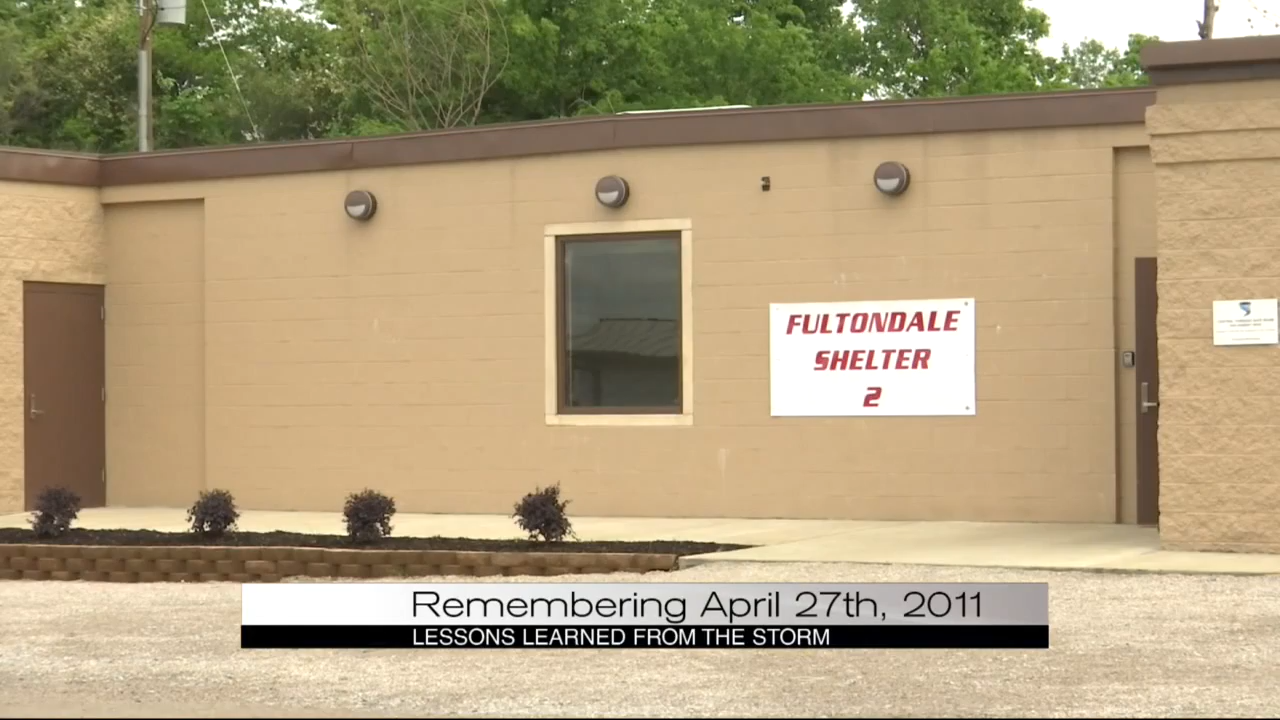 FULTONDALE
SHELTER
2
Remembering April 27th, 2011
LESSONS LEARNED FROM THE STORM